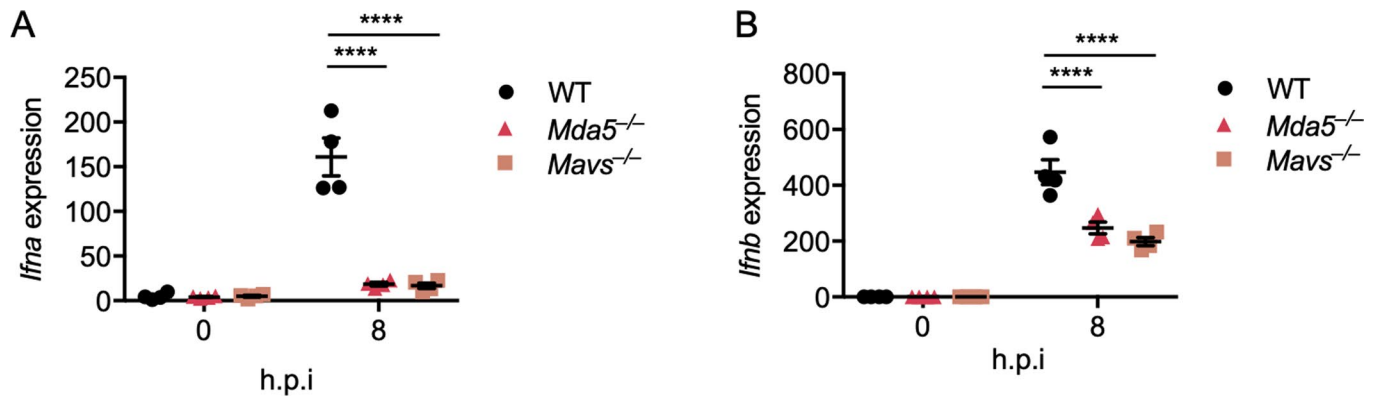 A
B
****
****
250
200
150
100
50
0
Ifna expression
0
8
h.p.i
WT
Mda5–/–
Mavs–/–
****
****
800
600
400
200
0
Ifnb expression
0
8
h.p.i
WT
Mda5–/–
Mavs–/–